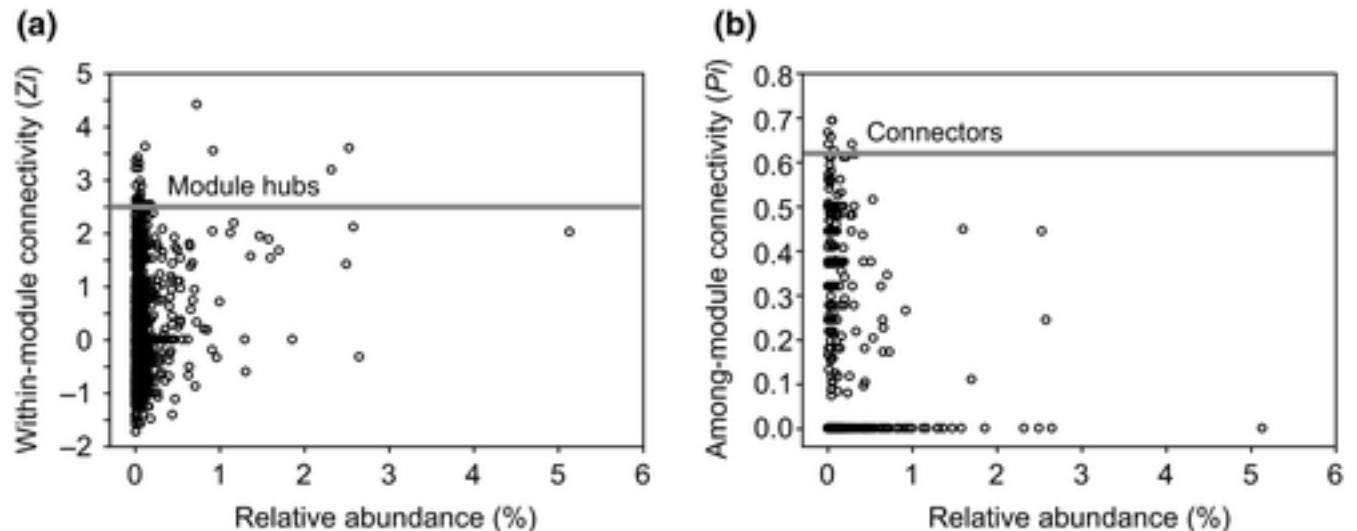 (a)
Within-module connectivity (Zi)
5
4
3
2
1
0
–1
–2
Module hubs
0 1 2 3 4 5 6
Relative abundance (%)
(b)
Among-module connectivity (Pi)
0.8
0.7
0.6
0.5
0.4
0.3
0.2
0.1
0.0
Connectors
0 1 2 3 4 5 6
Relative abundance (%)